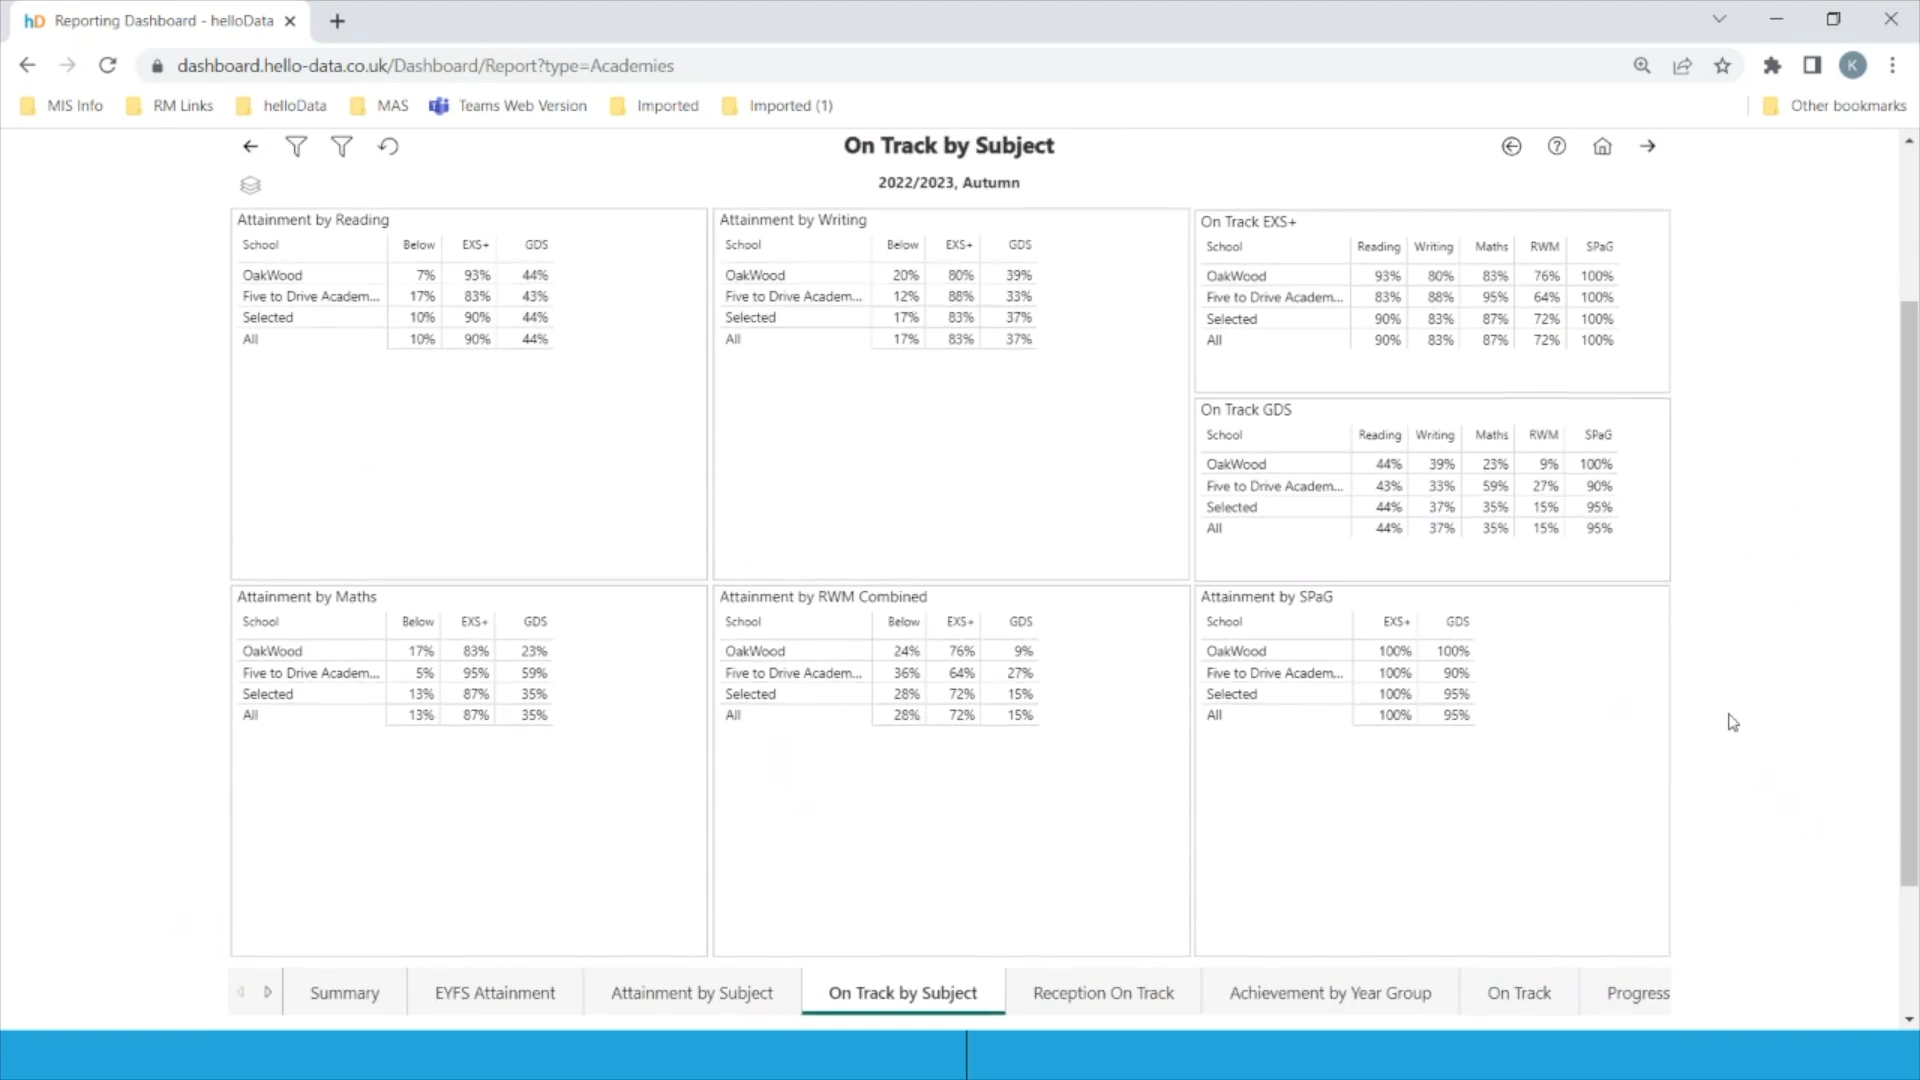 hD Reporting Dashboard - helloData
dashboard.hello-data.co.uk/Dashboard/Report?type=Academies
K
MIS Info RM Links helloData MAS Teams Web Version Imported Imported (1) Other bookmarks
On Track by Subject
2022/2023, Autumn
Attainment by Reading
School Below EXS+ GDS
OakWood 7% 93% 44%
Five to Drive Academ... 17% 83% 43%
Selected 10% 90% 44%
All 10% 90% 44%
Attainment by Writing
School Below EXS+ GDS
OakWood 20% 80% 39%
Five to Drive Academ... 12% 88% 33%
Selected 17% 83% 37%
All 17% 83% 37%
On Track EXS+
School Reading Writing Maths RWM SPaG
OakWood 93% 80% 83% 76% 100%
Five to Drive Academ... 83% 88% 95% 64% 100%
Selected 90% 83% 87% 72% 100%
All 90% 83% 87% 72% 100%
On Track GDS
School Reading Writing Maths RWM SPaG
OakWood 44% 39% 23% 9% 100%
Five to Drive Academ... 43% 33% 59% 27% 90%
Selected 44% 37% 35% 15% 95%
All 44% 37% 35% 15% 95%
Attainment by Maths
School Below EXS+ GDS
OakWood 17% 83% 23%
Five to Drive Academ... 5% 95% 59%
Selected 13% 87% 35%
All 13% 87% 35%
Attainment by RWM Combined
School Below EXS+ GDS
OakWood 24% 76% 9%
Five to Drive Academ... 36% 64% 27%
Selected 28% 72% 15%
All 28% 72% 15%
Attainment by SPaG
School EXS+ GDS
OakWood 100% 100%
Five to Drive Academ... 100% 90%
Selected 100% 95%
All 100% 95%
Summary EYFS Attainment Attainment by Subject On Track by Subject Reception On Track Achievement by Year Group On Track Progress